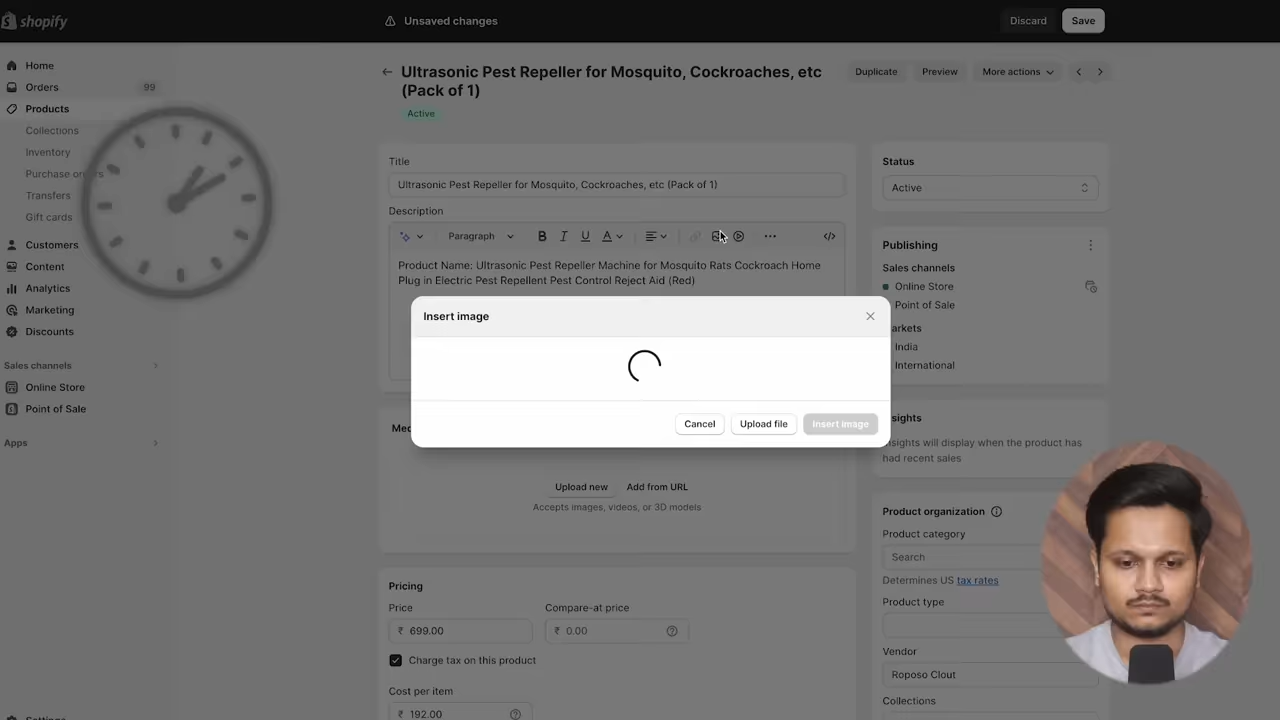 shopify
Unsaved changes
Discard
Save
Home
Orders
99
Products
Collections
Inventory
Purchase orders
Transfers
Gift cards
Customers
Content
Analytics
Marketing
Discounts
Sales channels
Online Store
Point of Sale
Apps
Ultrasonic Pest Repeller for Mosquito, Cockroaches, etc
(Pack of 1)
Active
Duplicate
Preview
More actions
Title
Ultrasonic Pest Repeller for Mosquito, Cockroaches, etc (Pack of 1)
Description
Paragraph
B I U A
Product Name: Ultrasonic Pest Repeller Machine for Mosquito Rats Cockroach Home
Plug in Electric Pest Repellent Pest Control Reject Aid (Red)
Insert image
Cancel
Upload file
Insert image
Upload new
Add from URL
Accepts images, videos, or 3D models
Pricing
Price
Compare-at price
₹ 699.00
₹ 0.00
Charge tax on this product
Cost per item
₹ 192.00
Status
Active
Publishing
Sales channels
Online Store
Point of Sale
arkets
India
International
sights
sights will display when the product has
had recent sales
Product organization
Product category
Search
Determines US tax rates
Product type
Vendor
Roposo Clout
Collections